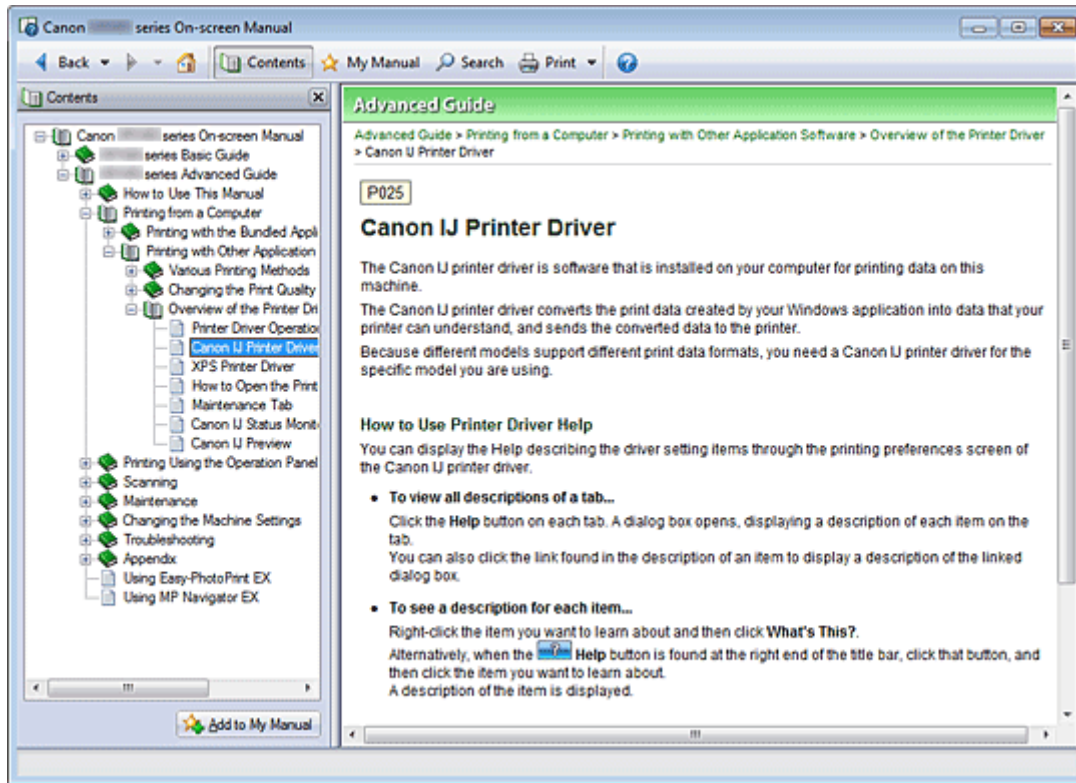 Canon series On-screen Manual
Back Contents My Manual Search Print
Contents
Canon series On-screen Manual
series Basic Guide
series Advanced Guide
How to Use This Manual
Printing from a Computer
Printing with the Bundled Appli
Printing with Other Application
Various Printing Methods
Changing the Print Quality
Overview of the Printer Dri
Printer Driver Operation
Canon IJ Printer Driver
XPS Printer Driver
How to Open the Print
Maintenance Tab
Canon IJ Status Monit
Canon IJ Preview
Printing Using the Operation Panel
Scanning
Maintenance
Changing the Machine Settings
Troubleshooting
Appendix
Using Easy-PhotoPrint EX
Using MP Navigator EX
Add to My Manual
Advanced Guide
Advanced Guide > Printing from a Computer > Printing with Other Application Software > Overview of the Printer Driver
> Canon IJ Printer Driver
P025
Canon IJ Printer Driver
The Canon IJ printer driver is software that is installed on your computer for printing data on this
machine.
The Canon IJ printer driver converts the print data created by your Windows application into data that your
printer can understand, and sends the converted data to the printer.
Because different models support different print data formats, you need a Canon IJ printer driver for the
specific model you are using.
How to Use Printer Driver Help
You can display the Help describing the driver setting items through the printing preferences screen of
the Canon IJ printer driver.
• To view all descriptions of a tab...
Click the Help button on each tab. A dialog box opens, displaying a description of each item on the
tab.
You can also click the link found in the description of an item to display a description of the linked
dialog box.
• To see a description for each item...
Right-click the item you want to learn about and then click What's This?.
Alternatively, when the Help button is found at the right end of the title bar, click that button, and
then click the item you want to learn about.
A description of the item is displayed.